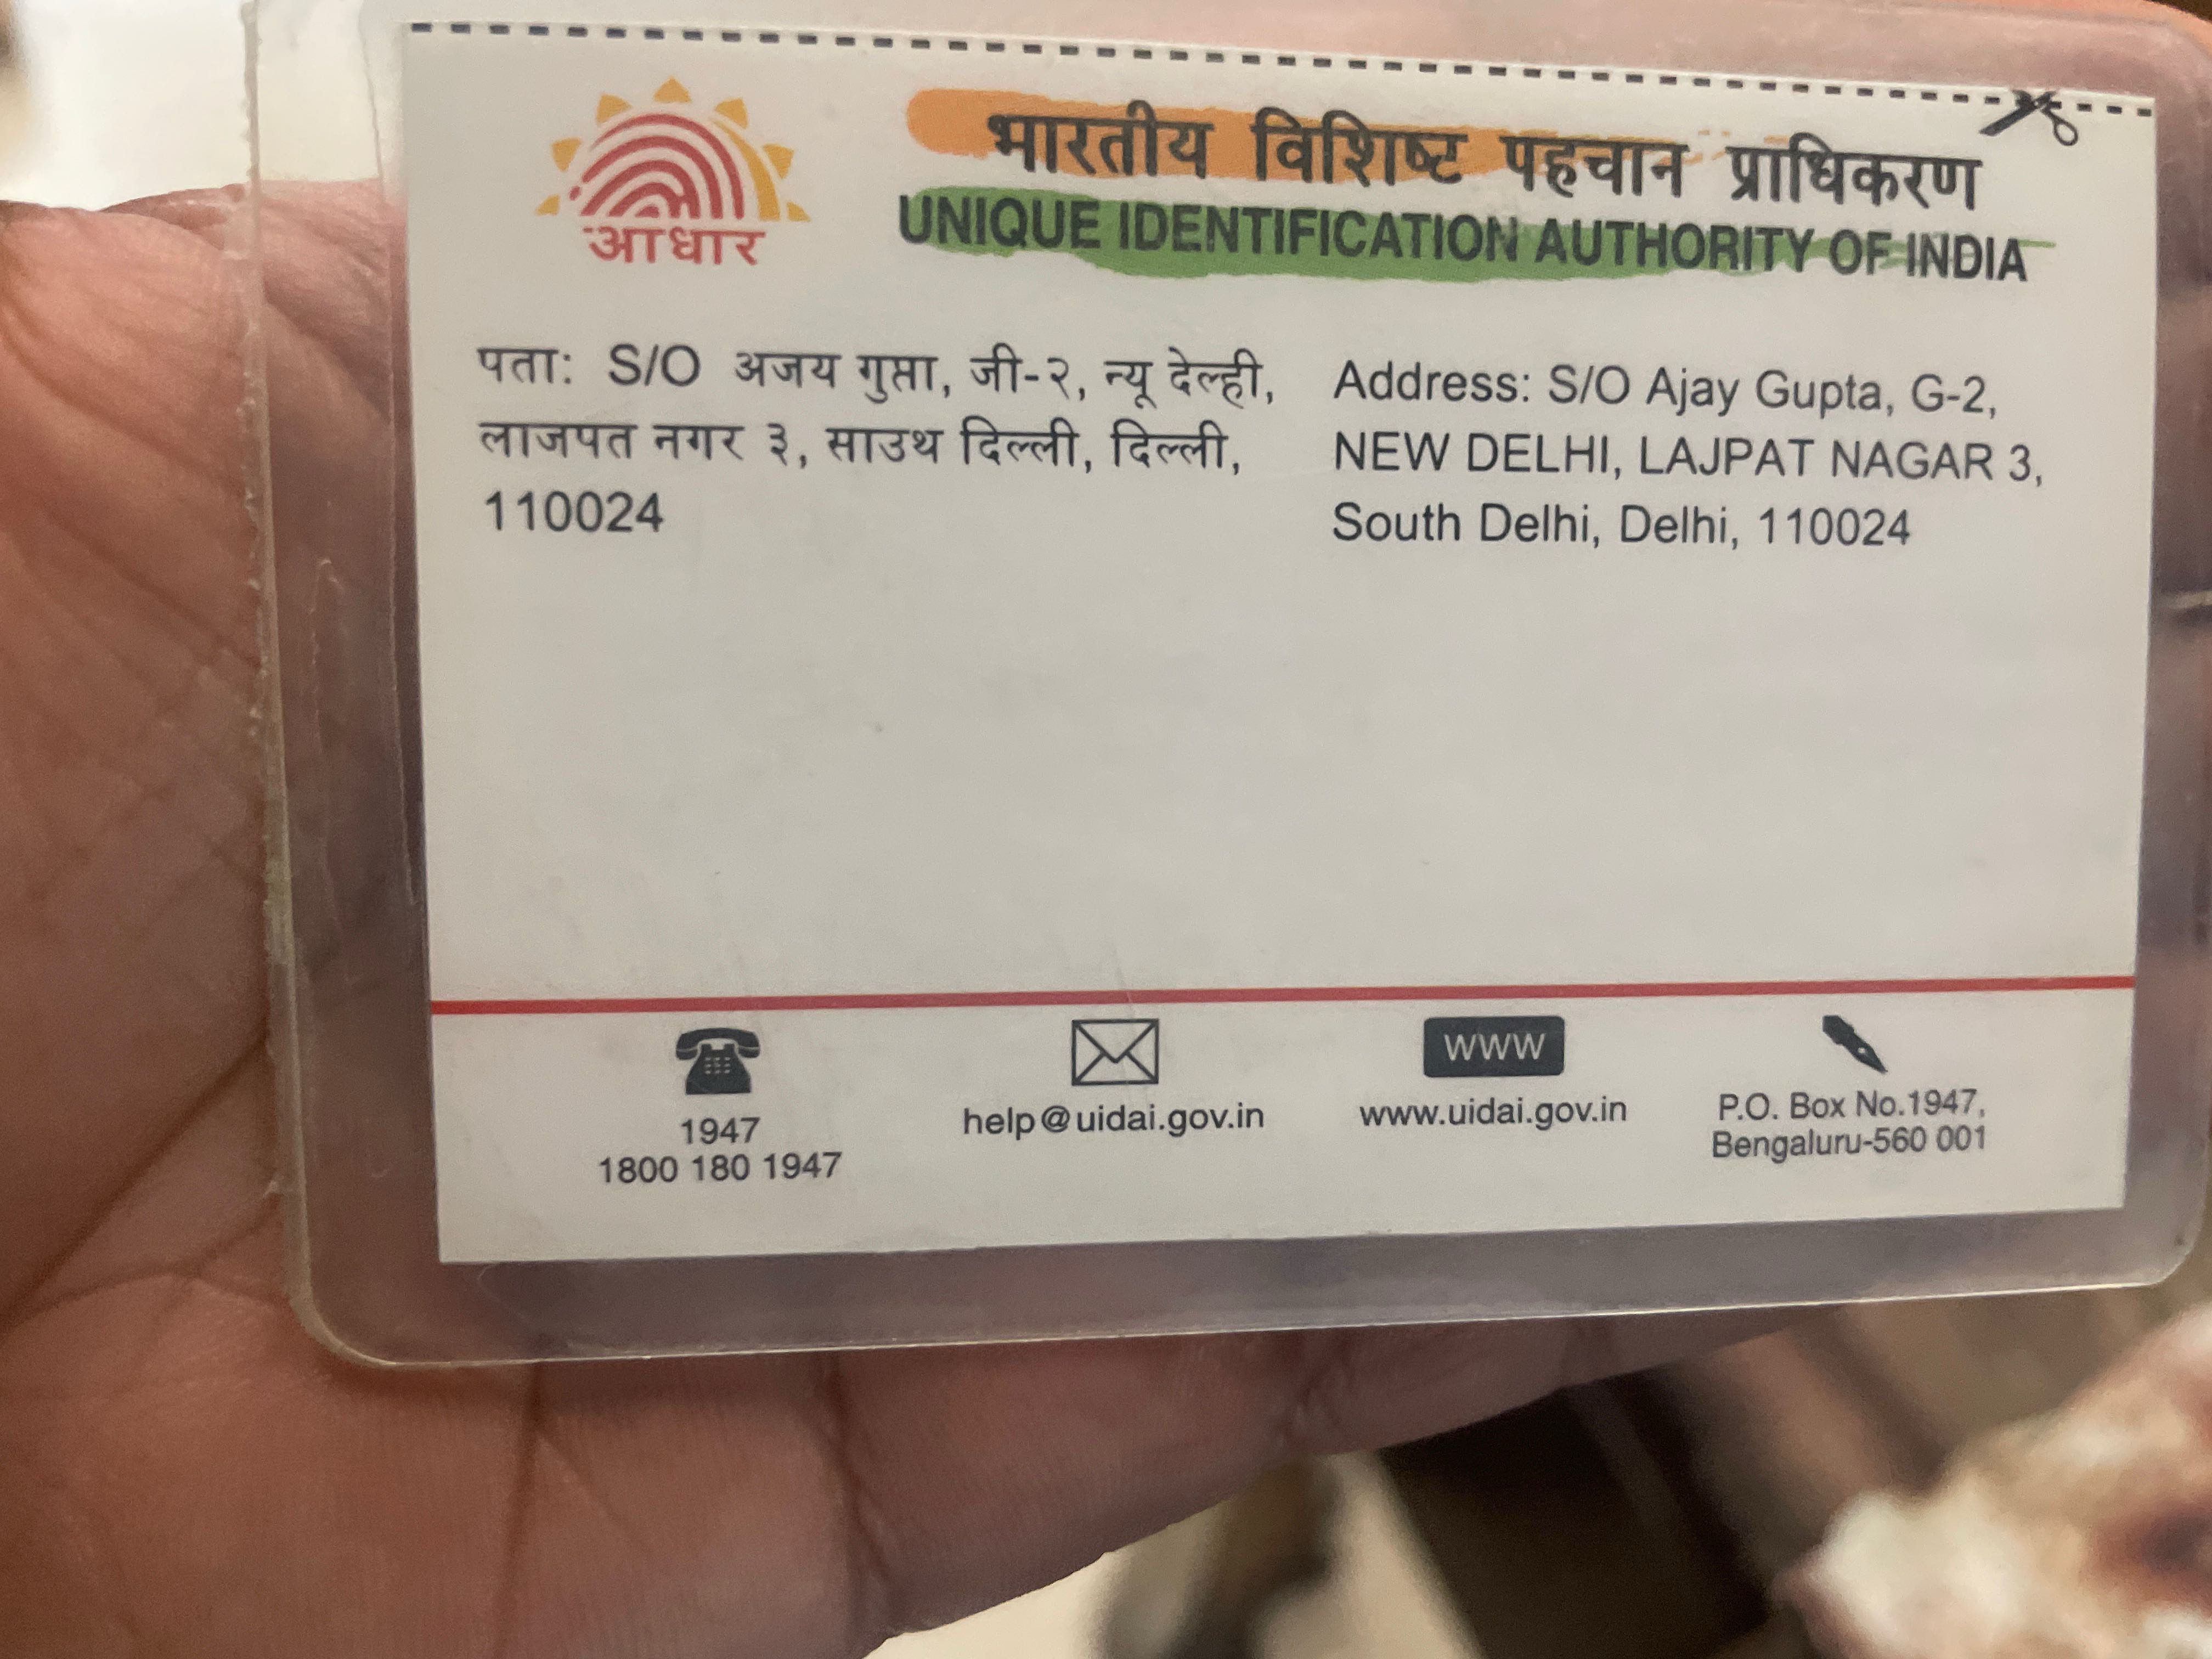 आधार
भारतीय विशिष्ट पहचान प्राधिकरण
UNIQUE IDENTIFICATION AUTHORITY OF INDIA
पता: S/O अजय गुप्ता, जी-२, न्यू देल्ही,
लाजपत नगर ३, साउथ दिल्ली, दिल्ली,
110024
Address: S/O Ajay Gupta, G-2,
NEW DELHI, LAJPAT NAGAR 3,
South Delhi, Delhi, 110024
1947
1800 180 1947
help@uidai.gov.in
WWW
www.uidai.gov.in
P.O. Box No.1947,
Bengaluru-560 001